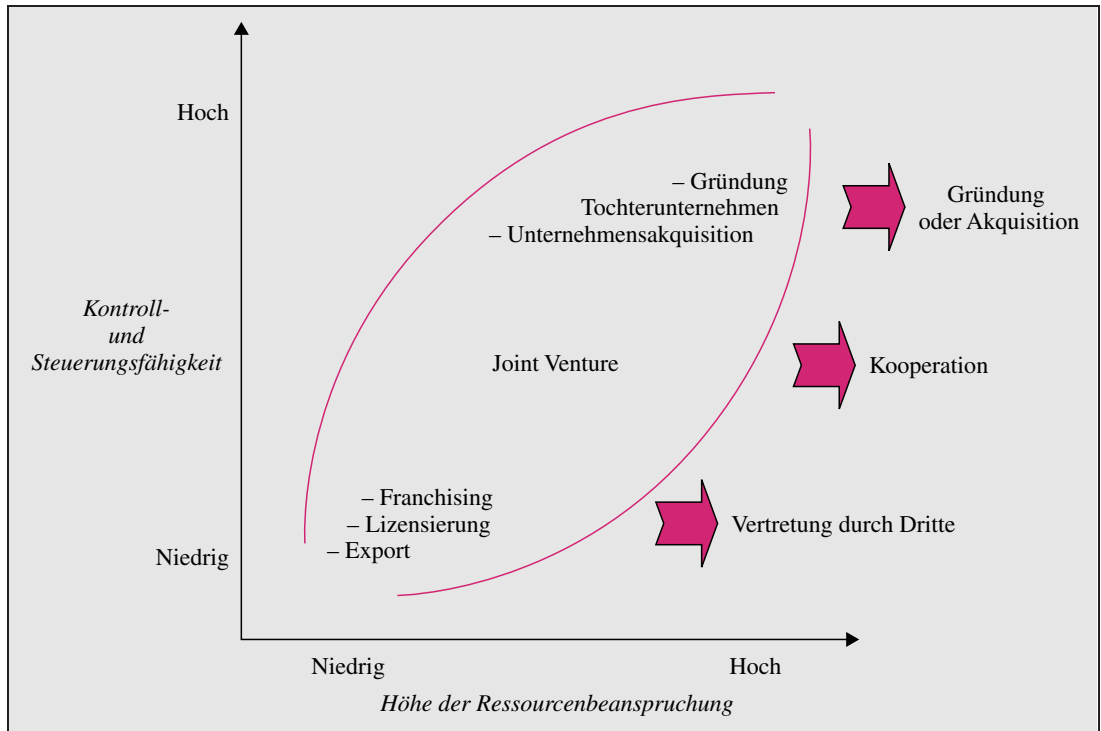 Hoch
– Gründung
Tochterunternehmen
– Unternehmensakquisition
Gründung
oder Akquisition
Kontroll-
und
Steuerungsfähigkeit
Joint Venture
Kooperation
– Franchising
– Lizensierung
– Export
Vertretung durch Dritte
Niedrig
Niedrig
Hoch
Höhe der Ressourcenbeanspruchung